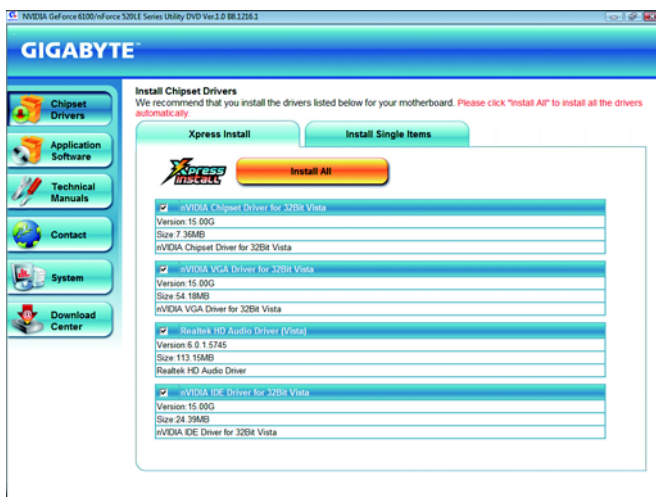 NVIDIA GeForce 6100/nForce 520LE Series Utility DVD Ver.1.0 B8.1216.1
GIGABYTE™
Chipset
Drivers
Application
Software
Technical
Manuals
Contact
System
Download
Center
Install Chipset Drivers
We recommend that you install the drivers listed below for your motherboard. Please click "Install All" to install all the drivers
automatically.
Xpress Install
Install Single Items
Xpress
INSTALL
Install All
nVIDIA Chipset Driver for 32Bit Vista
Version:15.00G
Size:7.36MB
nVIDIA Chipset Driver for 32Bit Vista
nVIDIA VGA Driver for 32Bit Vista
Version:15.00G
Size:54.18MB
nVIDIA VGA Driver for 32Bit Vista
Realtek HD Audio Driver (Vista)
Version:6.0.1.5745
Size:113.15MB
Realtek HD Audio Driver
nVIDIA IDE Driver for 32Bit Vista
Version:15.00G
Size:24.39MB
nVIDIA IDE Driver for 32Bit Vista